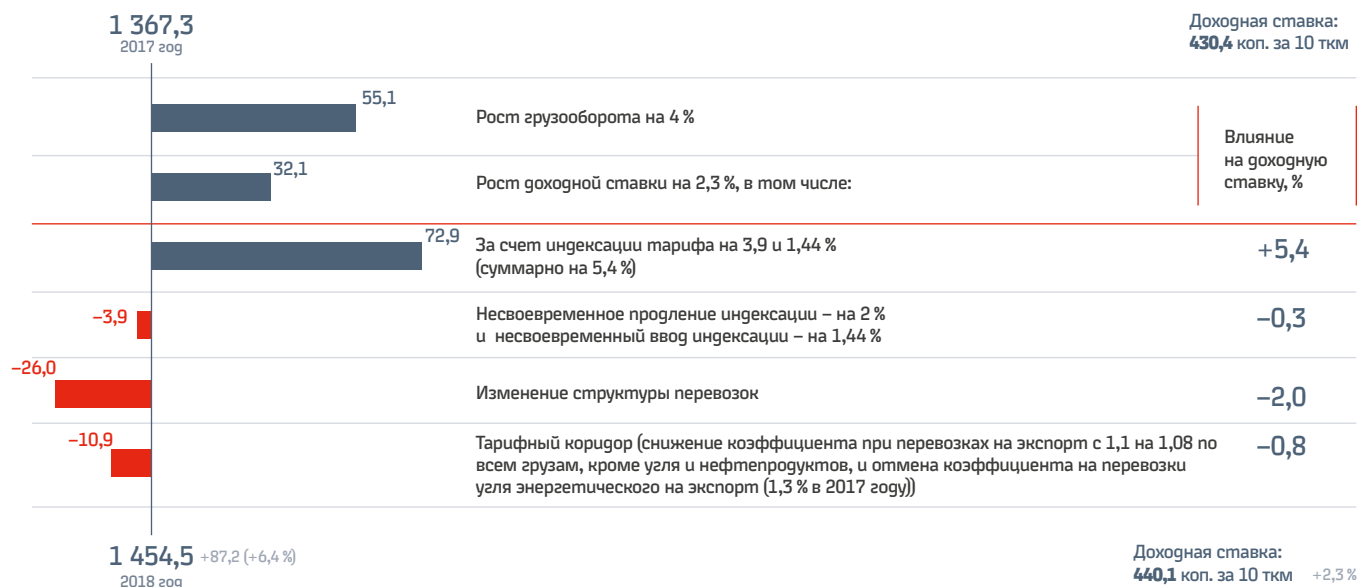 1 367,3
2017 год
Доходная ставка:
430,4 коп. за 10 ткм
55,1
Рост грузооборота на 4 %
Влияние
на доходную
ставку, %
32,1
Рост доходной ставки на 2,3 %, в том числе:
72,9
За счет индексации тарифа на 3,9 и 1,44 %
(суммарно на 5,4 %)
+5,4
–3,9
Несвоевременное продление индексации – на 2 %
и несвоевременный ввод индексации – на 1,44 %
–0,3
–26,0
Изменение структуры перевозок
–2,0
–10,9
Тарифный коридор (снижение коэффициента при перевозках на экспорт с 1,1 на 1,08 по
всем грузам, кроме угля и нефтепродуктов, и отмена коэффициента на перевозки
угля энергетического на экспорт (1,3 % в 2017 году))
–0,8
1 454,5 +87,2 (+6,4 %)
2018 год
Доходная ставка:
440,1 коп. за 10 ткм +2,3 %